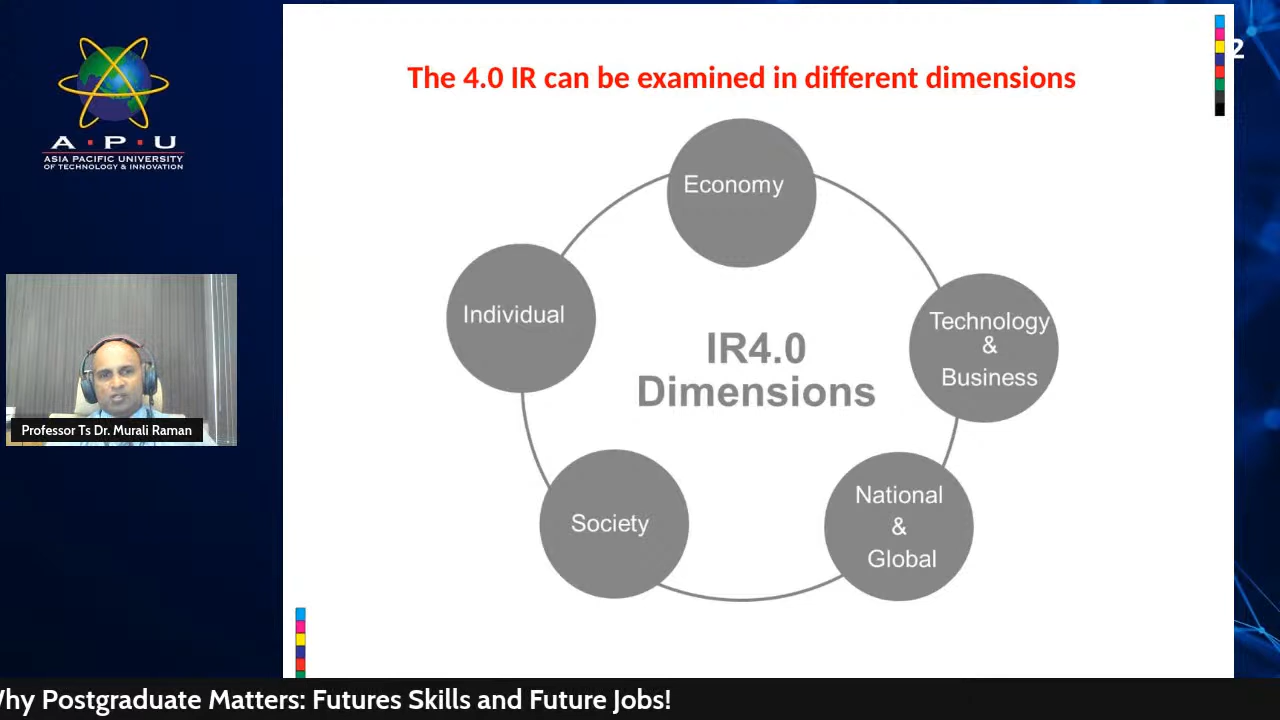 A·P·U
ASIA PACIFIC UNIVERSITY
OF TECHNOLOGY & INNOVATION
Professor Ts Dr. Murali Raman
2
The 4.0 IR can be examined in different dimensions
Economy
Individual
Technology
&
Business
IR4.0
Dimensions
National
&
Global
Society
Why Postgraduate Matters: Futures Skills and Future Jobs!